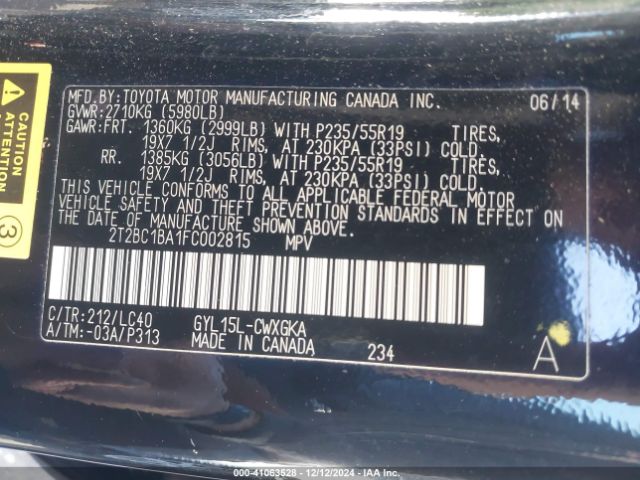 MFD. BY: TOYOTA MOTOR MANUFACTURING CANADA INC. 06/14
GVWR: 2710KG (5980LB)
GAWR: FRT. 1360KG (2999LB) WITH P235/55R19 TIRES,
19X7 1/2J RIMS, AT 230KPA (33PSI) COLD.
RR. 1385KG (3056LB) WITH P235/55R19 TIRES,
19X7 1/2J RIMS, AT 230KPA (33PSI) COLD.
THIS VEHICLE CONFORMS TO ALL APPLICABLE FEDERAL MOTOR
VEHICLE SAFETY AND THEFT PREVENTION STANDARDS IN EFFECT ON
THE DATE OF MANUFACTURE SHOWN ABOVE.
2T2BC1BA1FC002815 MPV
C/TR: 212/LC40 GYL15L-CWXGKA
A/TM: -03A/P313 MADE IN CANADA 234 A
CAUTION
ATTENTION
3
000-41063528 - 12/12/2024 - IAA Inc.